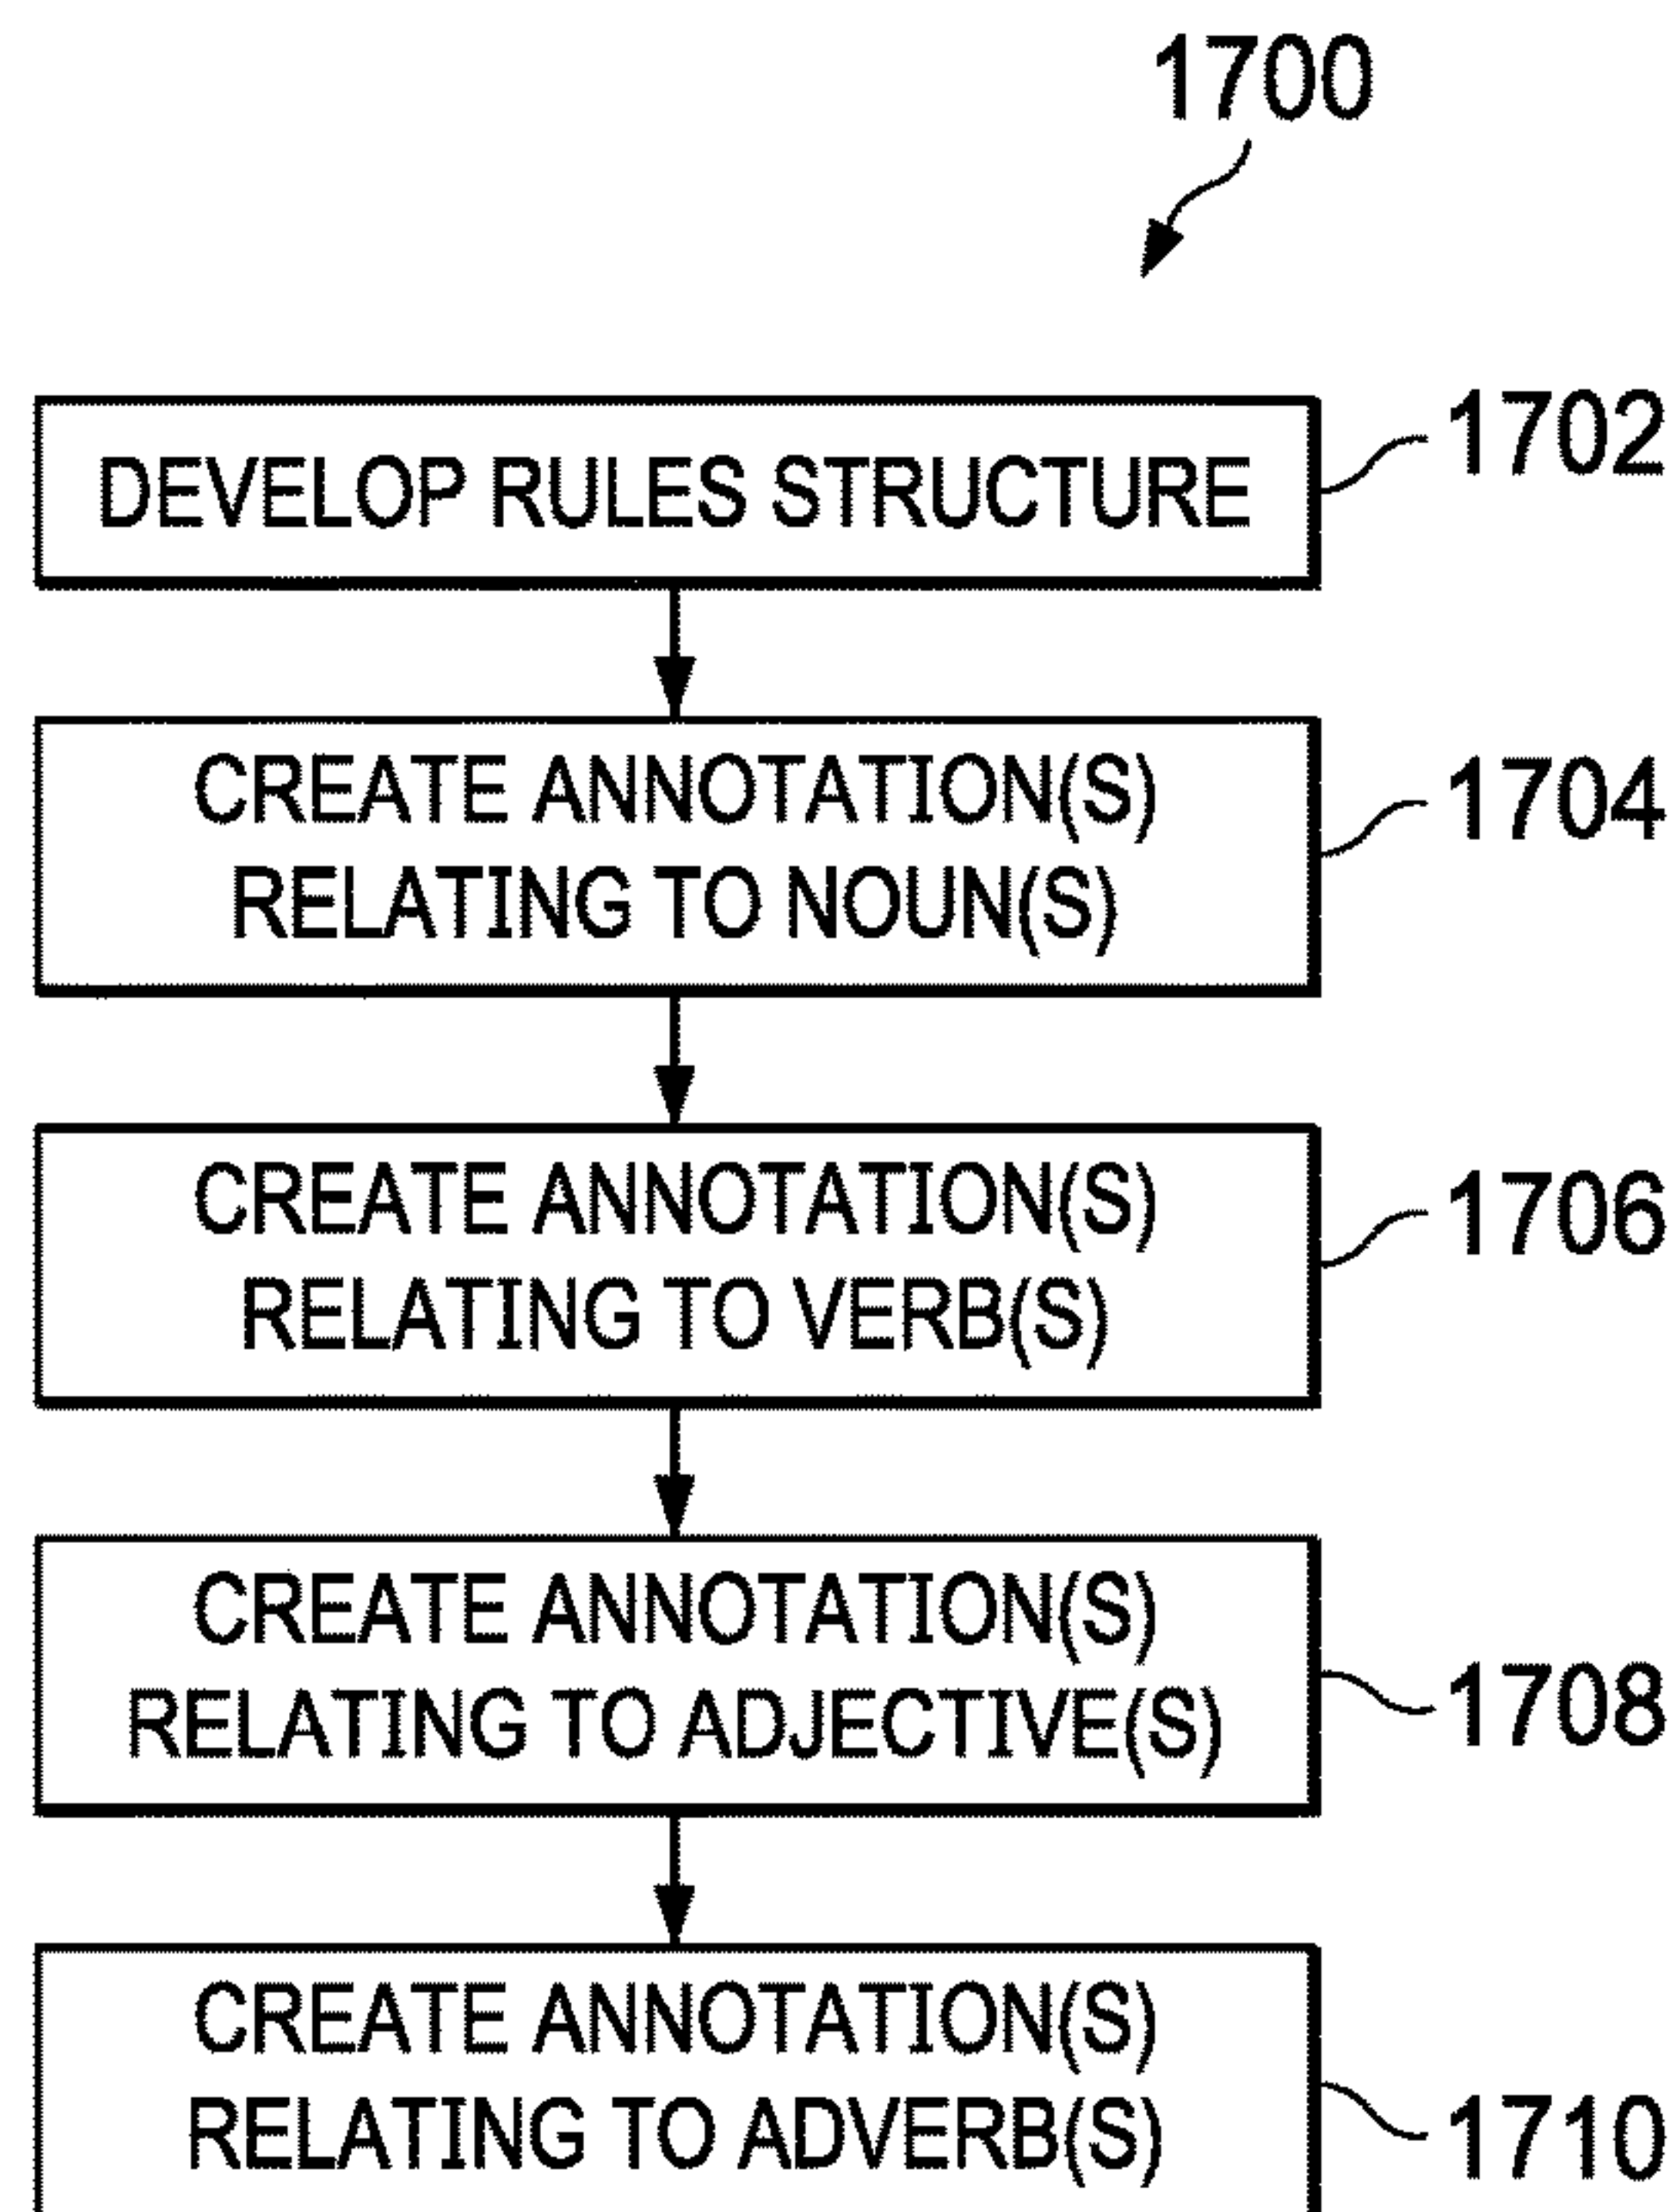 1700
DEVELOP RULES STRUCTURE
1702
CREATE ANNOTATION(S)
RELATING TO NOUN(S)
1704
CREATE ANNOTATION(S)
RELATING TO VERB(S)
1706
CREATE ANNOTATION(S)
RELATING TO ADJECTIVE(S)
1708
CREATE ANNOTATION(S)
RELATING TO ADVERB(S)
1710